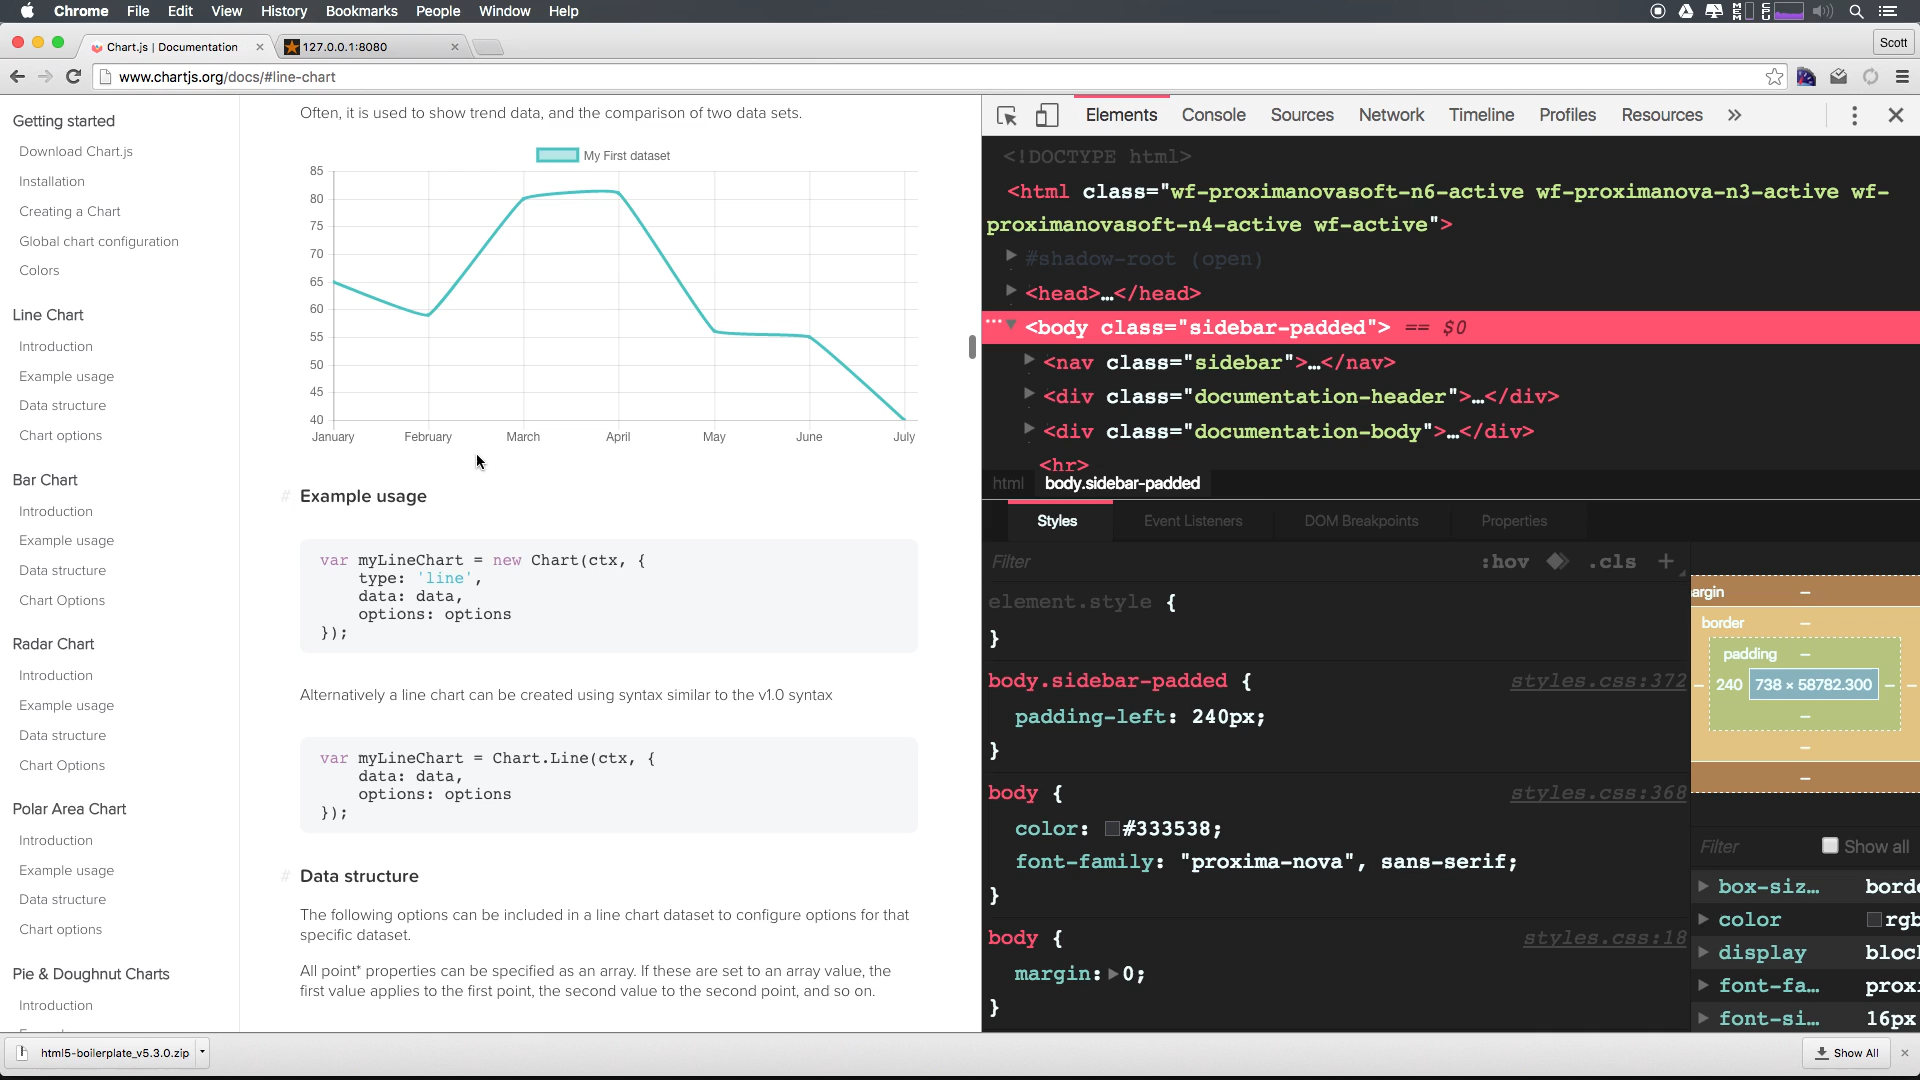 Chrome File Edit View History Bookmarks People Window Help
Chart.js | Documentation
127.0.0.1:8080
Scott
www.chartjs.org/docs/#line-chart
Getting started
Download Chart.js
Installation
Creating a Chart
Global chart configuration
Colors
Line Chart
Introduction
Example usage
Data structure
Chart options
Bar Chart
Introduction
Example usage
Data structure
Chart Options
Radar Chart
Introduction
Example usage
Data structure
Chart Options
Polar Area Chart
Introduction
Example usage
Data structure
Chart options
Pie & Doughnut Charts
Introduction
Often, it is used to show trend data, and the comparison of two data sets.
My First dataset
85
80
75
70
65
60
55
50
45
40
January February March April May June July
# Example usage
var myLineChart = new Chart(ctx, {
type: 'line',
data: data,
options: options
});
Alternatively a line chart can be created using syntax similar to the v1.0 syntax
var myLineChart = Chart.Line(ctx, {
data: data,
options: options
});
# Data structure
The following options can be included in a line chart dataset to configure options for that
specific dataset.
All point* properties can be specified as an array. If these are set to an array value, the
first value applies to the first point, the second value to the second point, and so on.
Elements Console Sources Network Timeline Profiles Resources »
<!DOCTYPE html>
<html class="wf-proximanovasoft-n6-active wf-proximanova-n3-active wf-
proximanovasoft-n4-active wf-active">
#shadow-root (open)
<head>…</head>
<body class="sidebar-padded"> == $0
<nav class="sidebar">…</nav>
<div class="documentation-header">…</div>
<div class="documentation-body">…</div>
<hr>
html body.sidebar-padded
Styles Event Listeners DOM Breakpoints Properties
Filter :hov .cls +
element.style {
}
body.sidebar-padded { styles.css:372
padding-left: 240px;
}
body { styles.css:368
color: #333538;
font-family: "proxima-nova", sans-serif;
}
body { styles.css:18
margin: 0;
}
argin –
border –
padding –
– 240 738 × 58782.300 – –
–
–
–
Filter Show all
box-siz… bord
color rgb
display bloc
font-fa… prox
font-si… 16px
html5-boilerplate_v5.3.0.zip
Show All